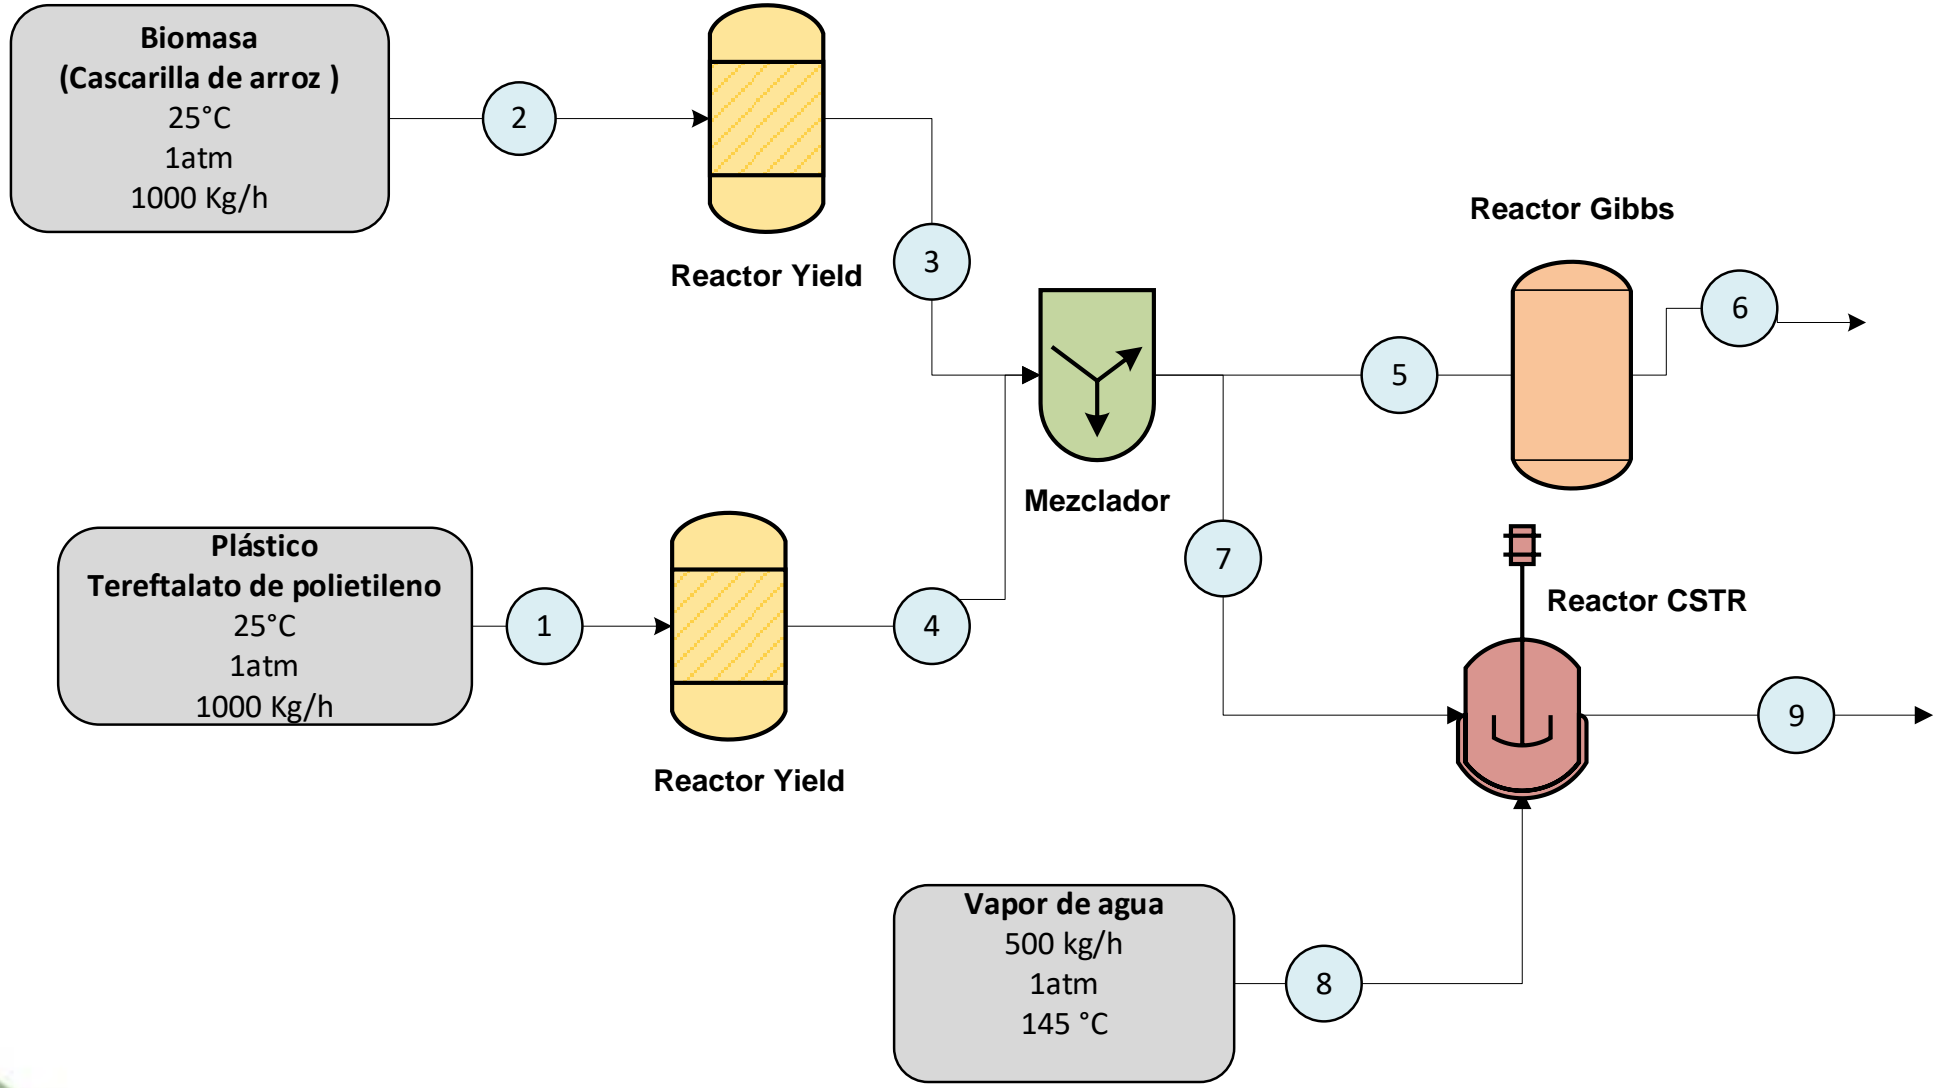 Biomasa
(Cascarilla de arroz )
25°C
1atm
1000 Kg/h
2
Reactor Yield
3
Reactor Gibbs
6
5
Mezclador
Plástico
Tereftalato de polietileno
25°C
1atm
1000 Kg/h
1
Reactor Yield
4
7
Reactor CSTR
9
Vapor de agua
500 kg/h
1atm
145 °C
8